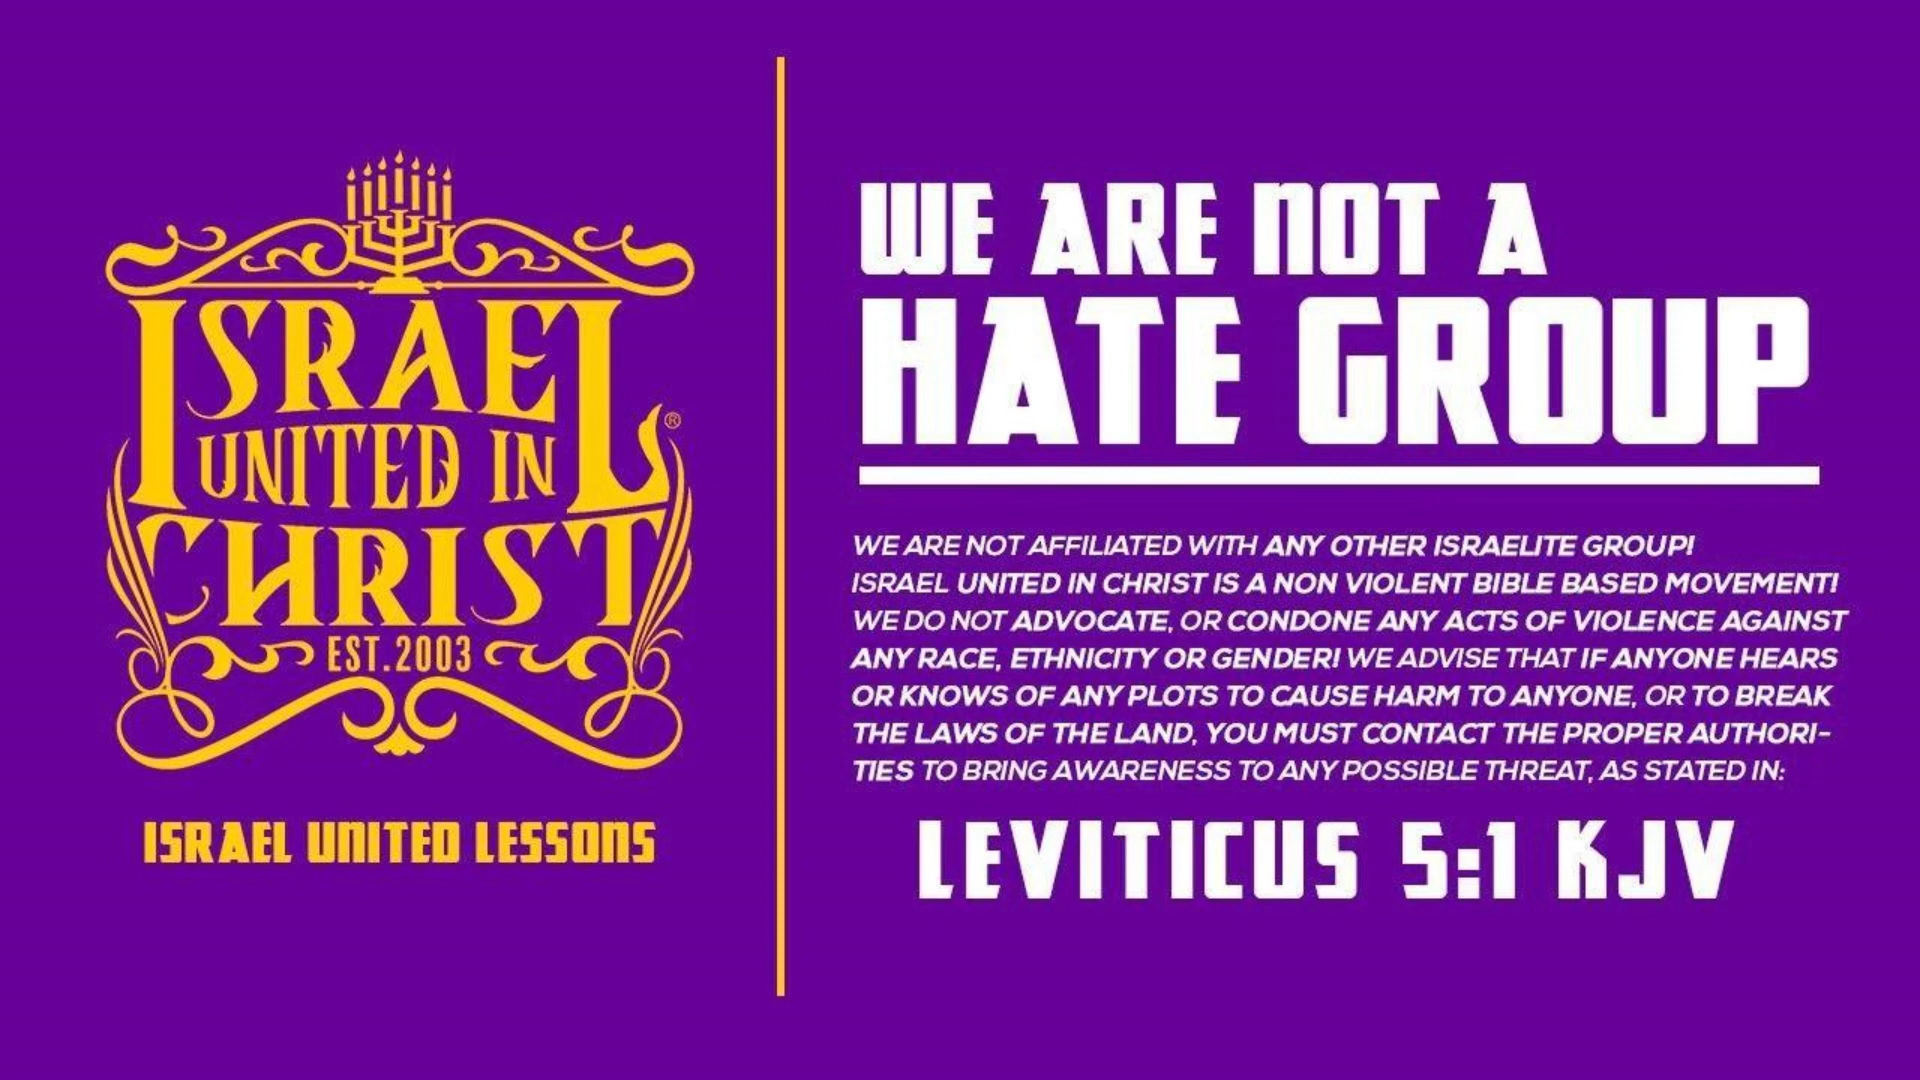 ISRAEL
UNITED IN
CHRIST
®
EST.2003
ISRAEL UNITED LESSONS
WE ARE NOT A
HATE GROUP
WE ARE NOT AFFILIATED WITH ANY OTHER ISRAELITE GROUP!
ISRAEL UNITED IN CHRIST IS A NON VIOLENT BIBLE BASED MOVEMENT!
WE DO NOT ADVOCATE, OR CONDONE ANY ACTS OF VIOLENCE AGAINST
ANY RACE, ETHNICITY OR GENDER! WE ADVISE THAT IF ANYONE HEARS
OR KNOWS OF ANY PLOTS TO CAUSE HARM TO ANYONE, OR TO BREAK
THE LAWS OF THE LAND, YOU MUST CONTACT THE PROPER AUTHORI-
TIES TO BRING AWARENESS TO ANY POSSIBLE THREAT, AS STATED IN:
LEVITICUS 5:1 KJV